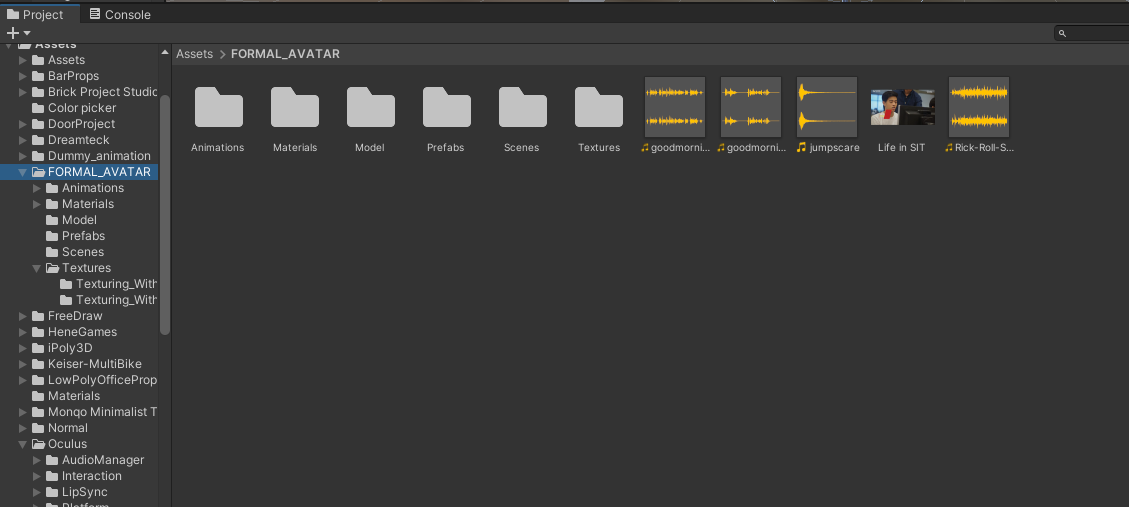 Project
Console
Assets
Assets > FORMAL_AVATAR
Assets
BarProps
Brick Project Studio
Color picker
DoorProject
Dreamteck
Dummy_animation
FORMAL_AVATAR
Animations
Materials
Model
Prefabs
Scenes
Textures
Texturing_With
Texturing_With
FreeDraw
HeneGames
iPoly3D
Keiser-MultiBike
LowPolyOfficeProp
Materials
Monqo Minimalist T
Normal
Oculus
AudioManager
Interaction
LipSync
Platform
Animations
Materials
Model
Prefabs
Scenes
Textures
goodmorni...
goodmorni...
jumpscare
Life in SIT
Rick-Roll-S...